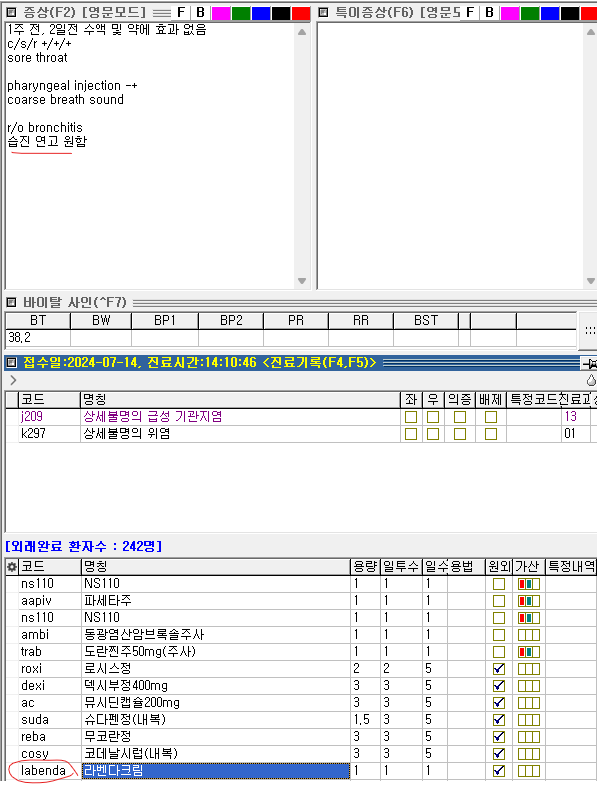 증상(F2) [영문모드] F B
특이증상(F6) [영문모 F B
1주 전, 2일전 수액 및 약에 효과 없음
c/s/r +/+/+
sore throat
pharyngeal injection -+
coarse breath sound
r/o bronchitis
습진 연고 원함
바이탈 사인(^F7)
BT BW BP1 BP2 PR RR BST
38,2
접수일:2024-07-14, 진료시간:14:10:46 <진료기록(F4,F5)>
코드 명칭 좌 우 의증 배제 특정코드 진료과
j209 상세불명의 급성 기관지염 13
k297 상세불명의 위염 01
[외래완료 환자수 : 242명]
코드 명칭 용량 일투수 일수 용법 원외 가산 특정내역
ns110 NS110 1 1 1
aapiv 파세타주 1 1 1
ns110 NS110 1 1 1
ambi 동광염산암브록솔주사 1 1 1
trab 도란찐주50mg(주사) 1 1 1
roxi 로시스정 2 2 5
dexi 덱시부정400mg 3 3 5
ac 뮤시딘캡슐200mg 3 3 5
suda 슈다펜정(내복) 1,5 3 5
reba 무코란정 3 3 5
cosy 코데날시럽(내복) 3 3 5
labenda 라벤다크림 1 1 1